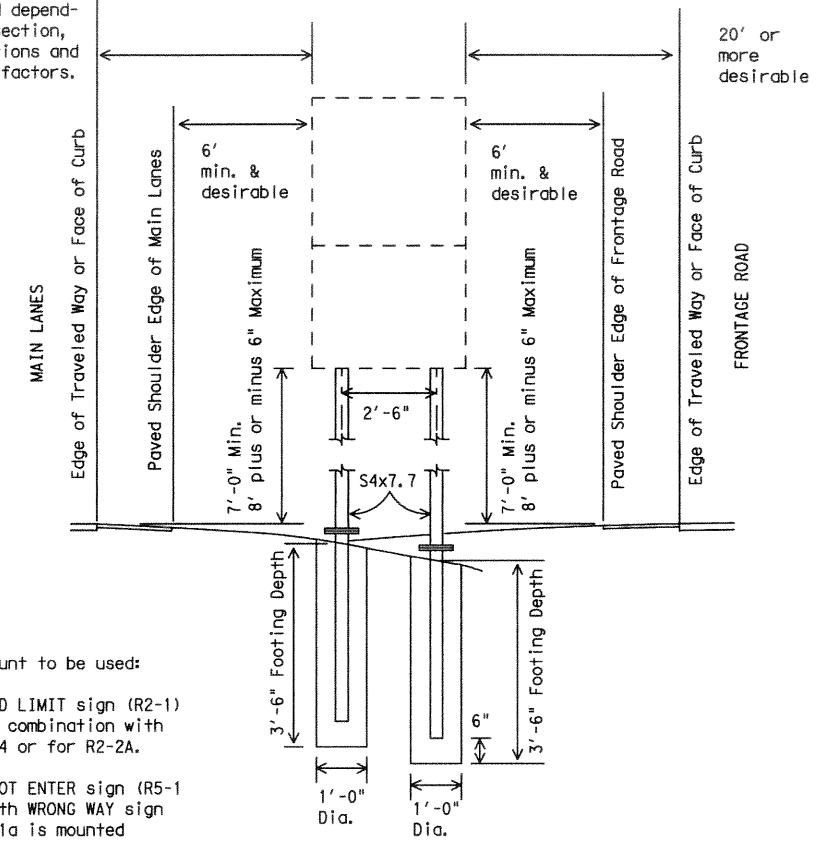 depend-
section,
tions and
factors.
20' or
more
desirable
6'
min. &
desirable
6'
min. &
desirable
MAIN LANES
Edge of Traveled Way or Face of Curb
Paved Shoulder Edge of Main Lanes
7'-0" Min.
8' plus or minus 6" Maximum
2'-6"
S4x7.7
7'-0" Min.
8' plus or minus 6" Maximum
Paved Shoulder Edge of Frontage Road
Edge of Traveled Way or Face of Curb
FRONTAGE ROAD
3'-6" Footing Depth
3'-6" Footing Depth
6"
1'-0"
Dia.
1'-0"
Dia.
unt to be used:
D LIMIT sign (R2-1)
combination with
4 or for R2-2A.
OT ENTER sign (R5-1
th WRONG WAY sign
1a is mounted